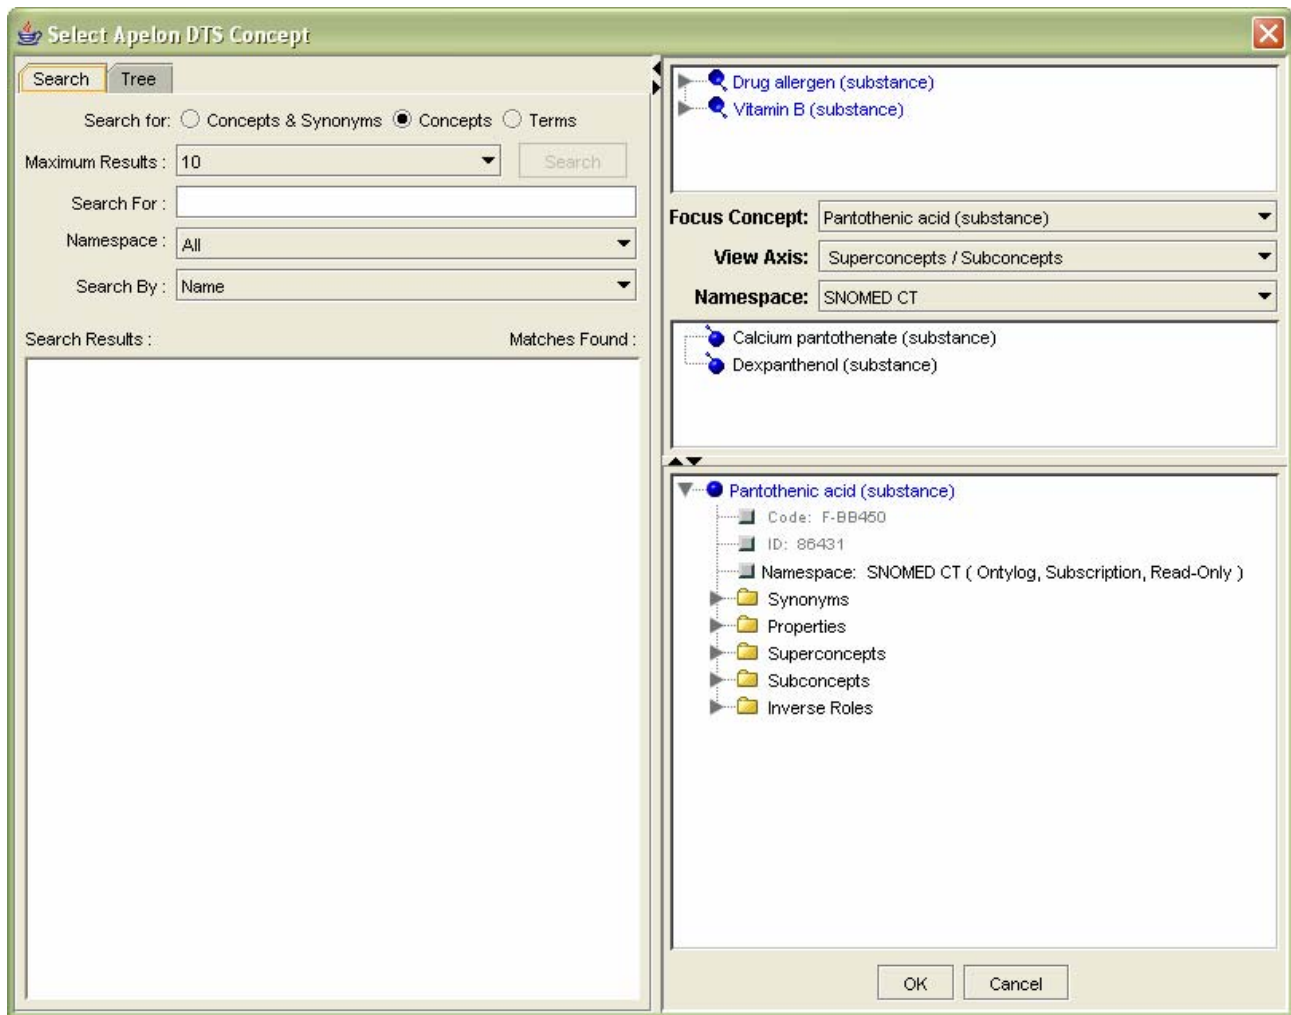 Select Apelon DTS Concept
Search Tree
Search for: Concepts & Synonyms Concepts Terms
Maximum Results : 10 Search
Search For :
Namespace : All
Search By : Name
Search Results : Matches Found :
Drug allergen (substance)
Vitamin B (substance)
Focus Concept: Pantothenic acid (substance)
View Axis: Superconcepts / Subconcepts
Namespace: SNOMED CT
Calcium pantothenate (substance)
Dexpanthenol (substance)
Pantothenic acid (substance)
Code: F-BB450
ID: 86431
Namespace: SNOMED CT ( Ontylog, Subscription, Read-Only )
Synonyms
Properties
Superconcepts
Subconcepts
Inverse Roles
OK Cancel